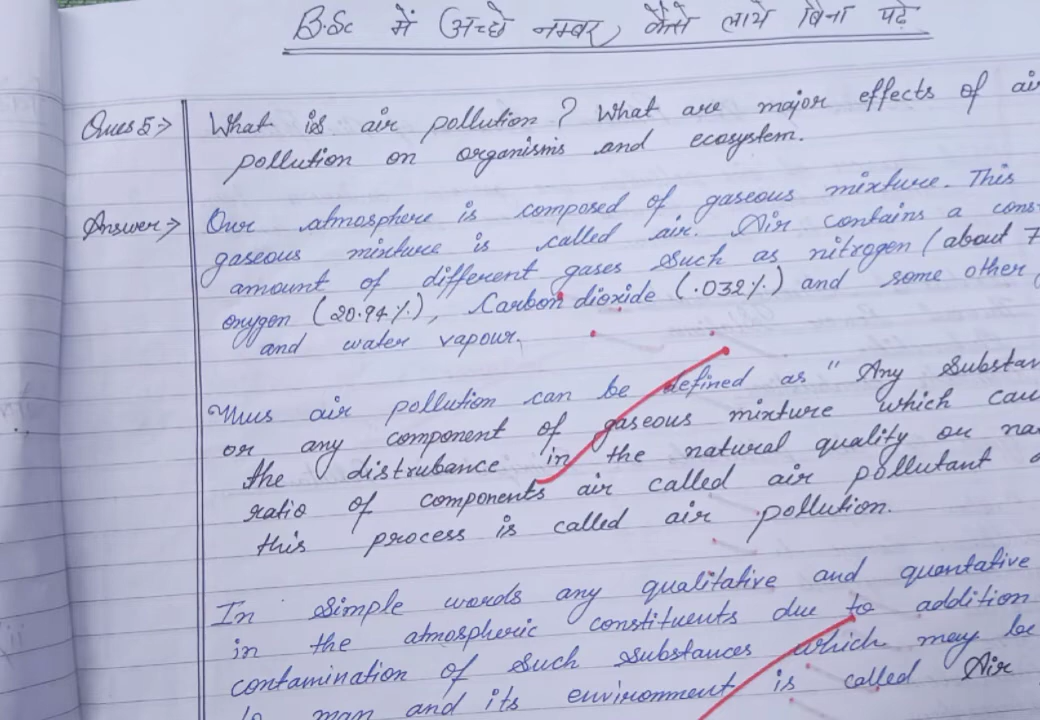 B.Sc में (अच्छे नम्बर) कैसे लाये बिना पढ़े
Ques 5⇒ What is air pollution? What are major effects of air
pollution on organisms and ecosystem.
Answer⇒ Our atmosphere is composed of gaseous mixture. This
gaseous mixture is called air. Air contains a cons
amount of different gases such as nitrogen (about 7
oxygen (20.94%), Carbon dioxide (.032%) and some other
and water vapour.
Thus air pollution can be defined as " Any Substan
or any component of gaseous mixture which cau
the distrubance in the natural quality or na
ratio of components air called air pollutant
this process is called air pollution.
In Simple words any qualitative and quantative
in the atmospheric constituents due to addition
contamination of such substances which may be
to man and its environment is called Air